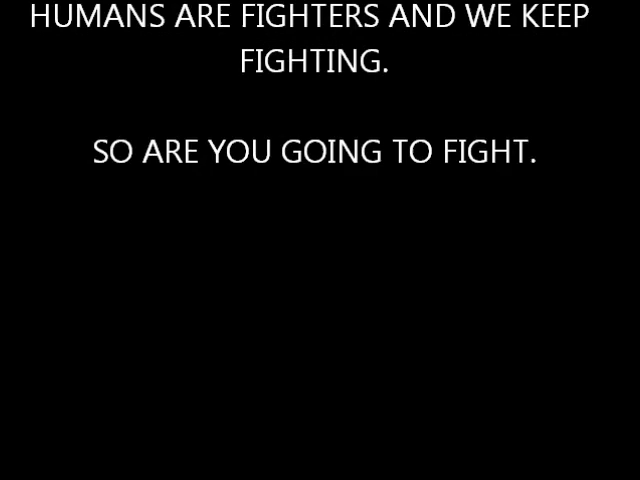 HUMANS ARE FIGHTERS AND WE KEEP
FIGHTING.
SO ARE YOU GOING TO FIGHT.